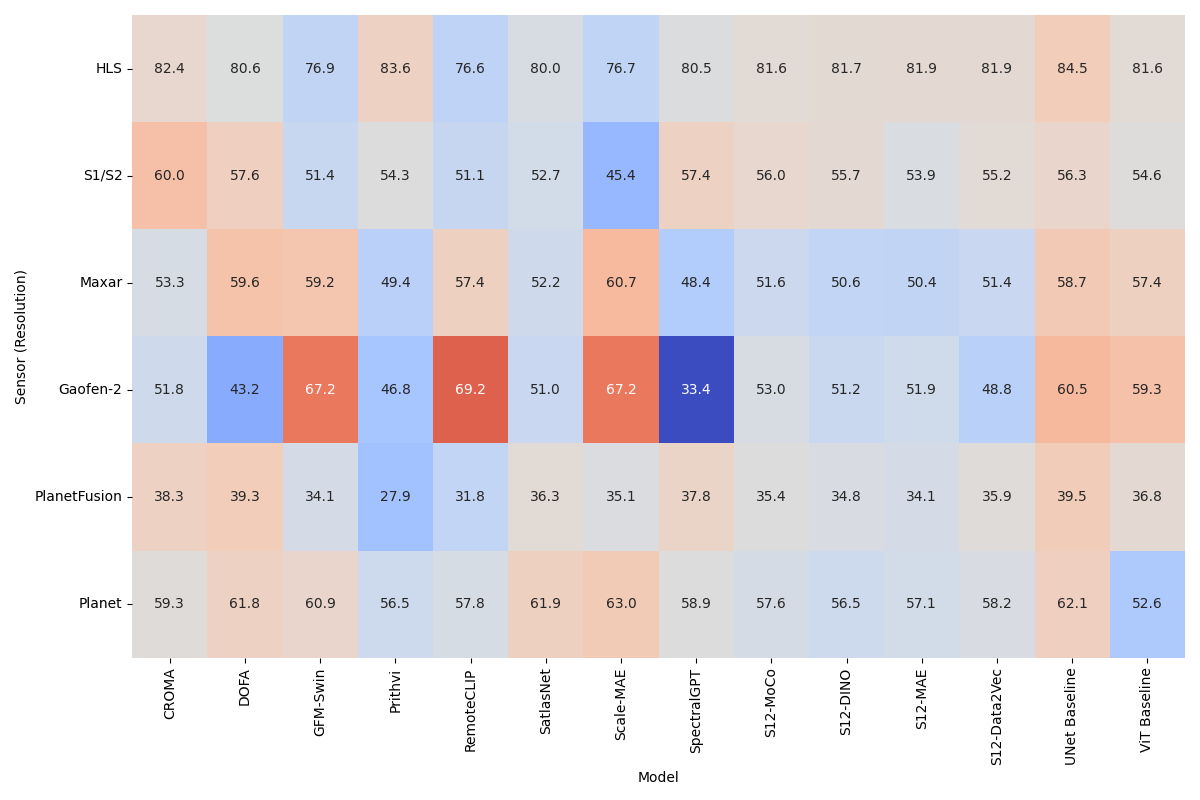 HLS 82.4 80.6 76.9 83.6 76.6 80.0 76.7 80.5 81.6 81.7 81.9 81.9 84.5 81.6
S1/S2 60.0 57.6 51.4 54.3 51.1 52.7 45.4 57.4 56.0 55.7 53.9 55.2 56.3 54.6
Maxar 53.3 59.6 59.2 49.4 57.4 52.2 60.7 48.4 51.6 50.6 50.4 51.4 58.7 57.4
Gaofen-2 51.8 43.2 67.2 46.8 69.2 51.0 67.2 33.4 53.0 51.2 51.9 48.8 60.5 59.3
PlanetFusion 38.3 39.3 34.1 27.9 31.8 36.3 35.1 37.8 35.4 34.8 34.1 35.9 39.5 36.8
Planet 59.3 61.8 60.9 56.5 57.8 61.9 63.0 58.9 57.6 56.5 57.1 58.2 62.1 52.6
Sensor (Resolution)
CROMA
DOFA
GFM-Swin
Prithvi
RemoteCLIP
SatlasNet
Scale-MAE
SpectralGPT
S12-MoCo
S12-DINO
S12-MAE
S12-Data2Vec
UNet Baseline
ViT Baseline
Model